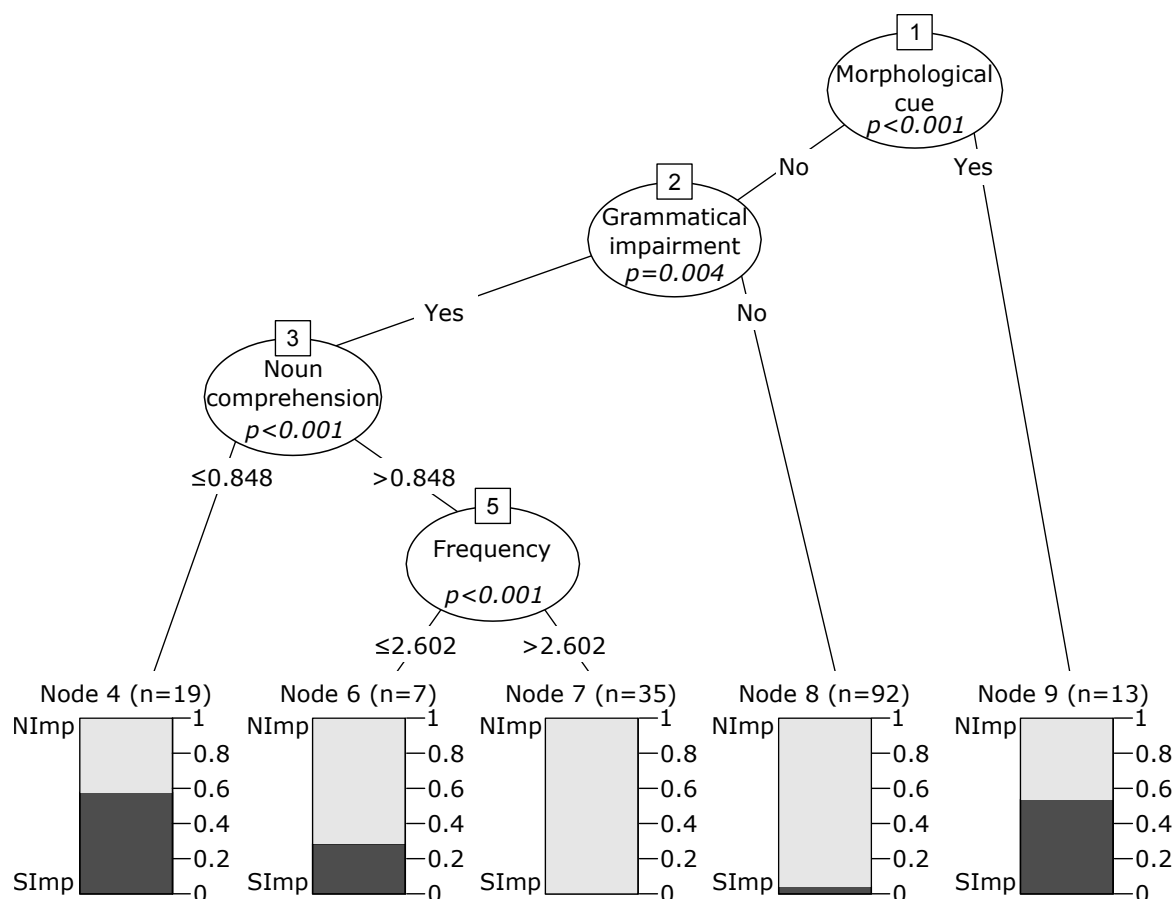 1
Morphological
cue
p<0.001
No
Yes
2
Grammatical
impairment
p=0.004
Yes
No
3
Noun
comprehension
p<0.001
≤0.848
>0.848
5
Frequency
p<0.001
≤2.602
>2.602
Node 4 (n=19)
NImp
SImp
1
0.8
0.6
0.4
0.2
0
Node 6 (n=7)
NImp
SImp
1
0.8
0.6
0.4
0.2
0
Node 7 (n=35)
NImp
SImp
1
0.8
0.6
0.4
0.2
0
Node 8 (n=92)
NImp
SImp
1
0.8
0.6
0.4
0.2
0
Node 9 (n=13)
NImp
SImp
1
0.8
0.6
0.4
0.2
0